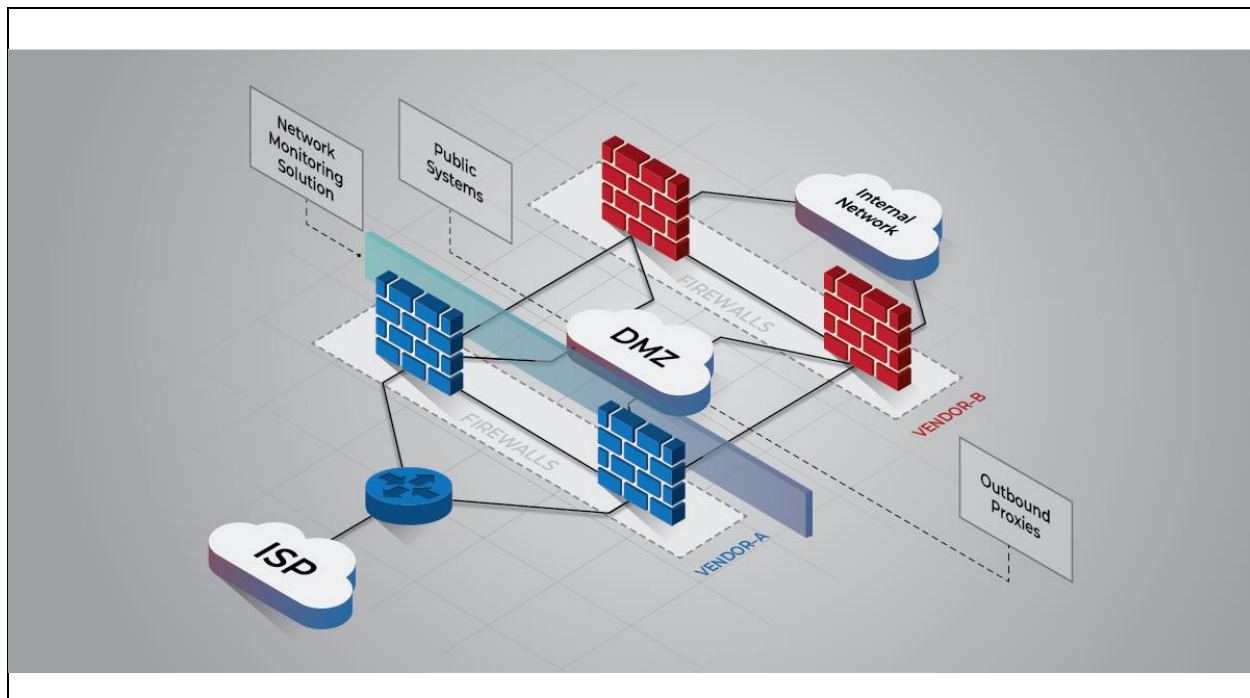 Network
Monitoring
Solution
Public
Systems
Internal
Network
FIREWALLS
DMZ
VENDOR-B
FIREWALLS
Outbound
Proxies
VENDOR-A
ISP